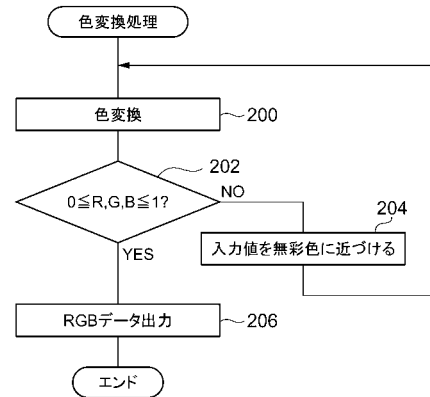 色変換処理
色変換
200
202
0≦R,G,B≦1?
NO
204
入力値を無彩色に近づける
YES
RGBデータ出力
206
エンド